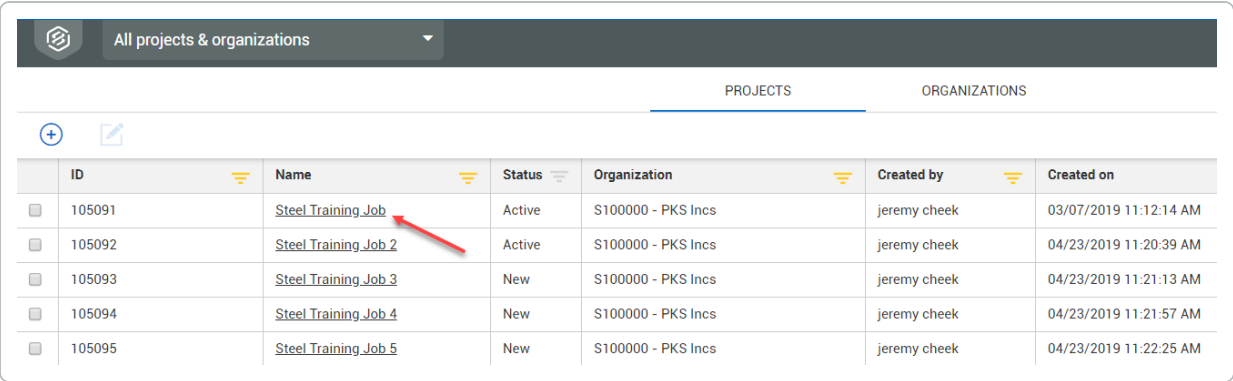 All projects & organizations
PROJECTS ORGANIZATIONS
ID Name Status Organization Created by Created on
105091 Steel Training Job Active S100000 - PKS Incs jeremy cheek 03/07/2019 11:12:14 AM
105092 Steel Training Job 2 Active S100000 - PKS Incs jeremy cheek 04/23/2019 11:20:39 AM
105093 Steel Training Job 3 New S100000 - PKS Incs jeremy cheek 04/23/2019 11:21:13 AM
105094 Steel Training Job 4 New S100000 - PKS Incs jeremy cheek 04/23/2019 11:21:57 AM
105095 Steel Training Job 5 New S100000 - PKS Incs jeremy cheek 04/23/2019 11:22:25 AM